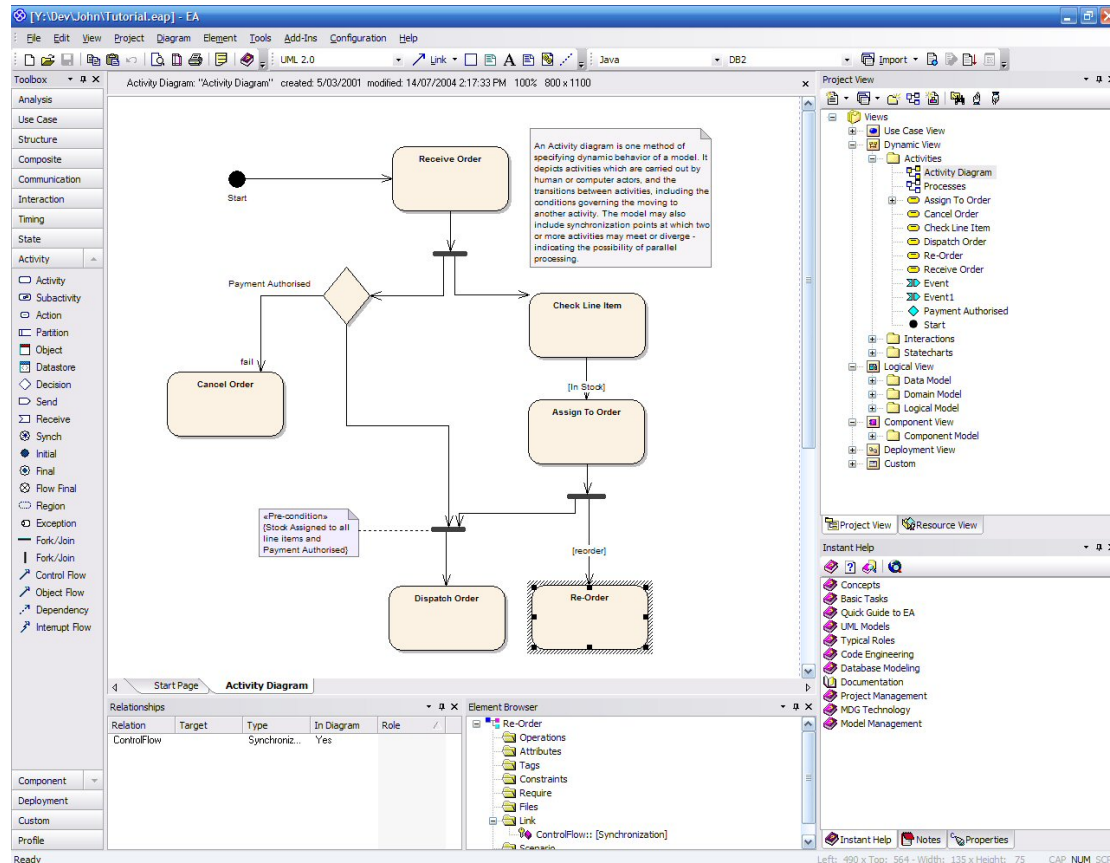 [Y:\Dev\John\Tutorial.eap] - EA
File Edit View Project Diagram Element Tools Add-Ins Configuration Help
UML 2.0 Link Java DB2 Import
Toolbox
Analysis
Use Case
Structure
Composite
Communication
Interaction
Timing
State
Activity
Activity
Subactivity
Action
Partition
Object
Datastore
Decision
Send
Receive
Synch
Initial
Final
Flow Final
Region
Exception
Fork/Join
Fork/Join
Control Flow
Object Flow
Dependency
Interrupt Flow
Component
Deployment
Custom
Profile
Activity Diagram: "Activity Diagram" created: 5/03/2001 modified: 14/07/2004 2:17:33 PM 100% 800 x 1100
Receive Order
Start
An Activity diagram is one method of
specifying dynamic behavior of a model. It
depicts activities which are carried out by
human or computer actors, and the
transitions between activities, including the
conditions governing the moving to
another activity. The model may also
include synchronization points at which two
or more activities may meet or diverge -
indicating the possibility of parallel
processing.
Payment Authorised
Check Line Item
fail
Cancel Order
[In Stock]
Assign To Order
«Pre-condition»
{Stock Assigned to all
line items and
Payment Authorised}
[reorder]
Dispatch Order
Re-Order
Start Page Activity Diagram
Relationships
Relation Target Type In Diagram Role
ControlFlow Synchroniz... Yes
Element Browser
Re-Order
Operations
Attributes
Tags
Constraints
Require
Files
Link
ControlFlow:: [Synchronization]
Scenario
Project View
Views
Use Case View
Dynamic View
Activities
Activity Diagram
Processes
Assign To Order
Cancel Order
Check Line Item
Dispatch Order
Re-Order
Receive Order
Event
Event1
Payment Authorised
Start
Interactions
Statecharts
Logical View
Data Model
Domain Model
Logical Model
Component View
Component Model
Deployment View
Custom
Project View Resource View
Instant Help
Concepts
Basic Tasks
Quick Guide to EA
UML Models
Typical Roles
Code Engineering
Database Modeling
Documentation
Project Management
MDG Technology
Model Management
Instant Help Notes Properties
Ready
Left: 490 x Top: 564 - Width: 135 x Height: 75 CAP NUM SCR